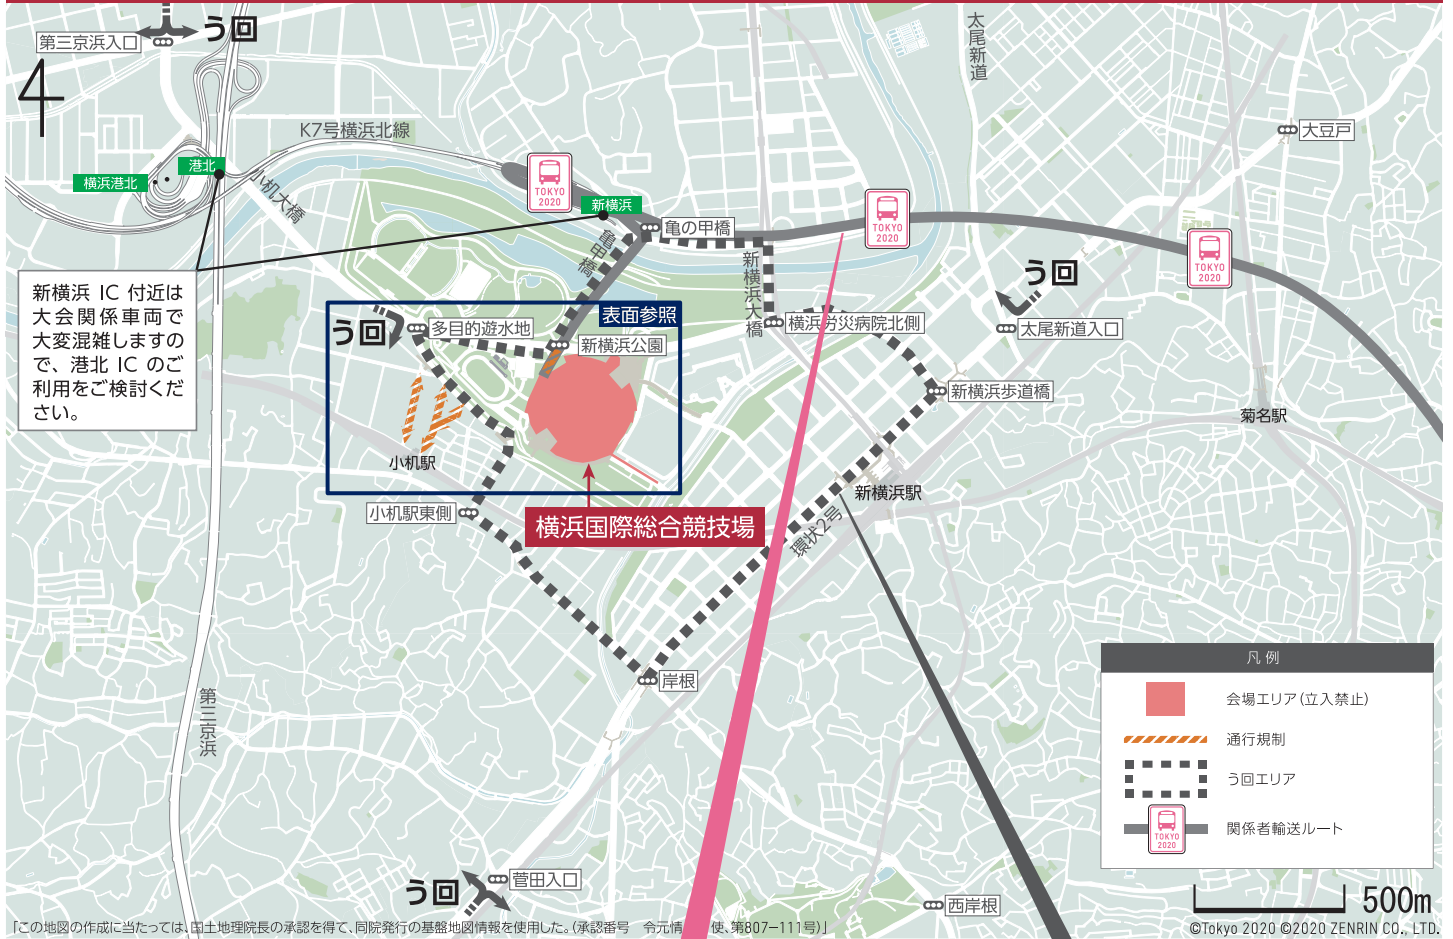 う回
第三京浜入口
太尾新道
K7号横浜北線
大豆戸
港北
横浜港北
小机大橋
TOKYO
2020
新横浜
亀の甲橋
TOKYO
2020
TOKYO
2020
亀甲橋
新横浜大橋
う回
新横浜 IC 付近は
大会関係車両で
大変混雑しますの
で、港北 IC のご
利用をご検討くだ
さい。
表面参照
う回
多目的遊水地
新横浜公園
横浜労災病院北側
太尾新道入口
新横浜歩道橋
菊名駅
小机駅
新横浜駅
小机駅東側
横浜国際総合競技場
環状2号
岸根
第三京浜
凡例
会場エリア(立入禁止)
通行規制
う回エリア
TOKYO
2020
関係者輸送ルート
う回
菅田入口
西岸根
500m
「この地図の作成に当たっては、国土地理院長の承認を得て、同院発行の基盤地図情報を使用した。(承認番号 令元情 使、第807－111号)」
©Tokyo 2020 ©2020 ZENRIN CO., LTD.